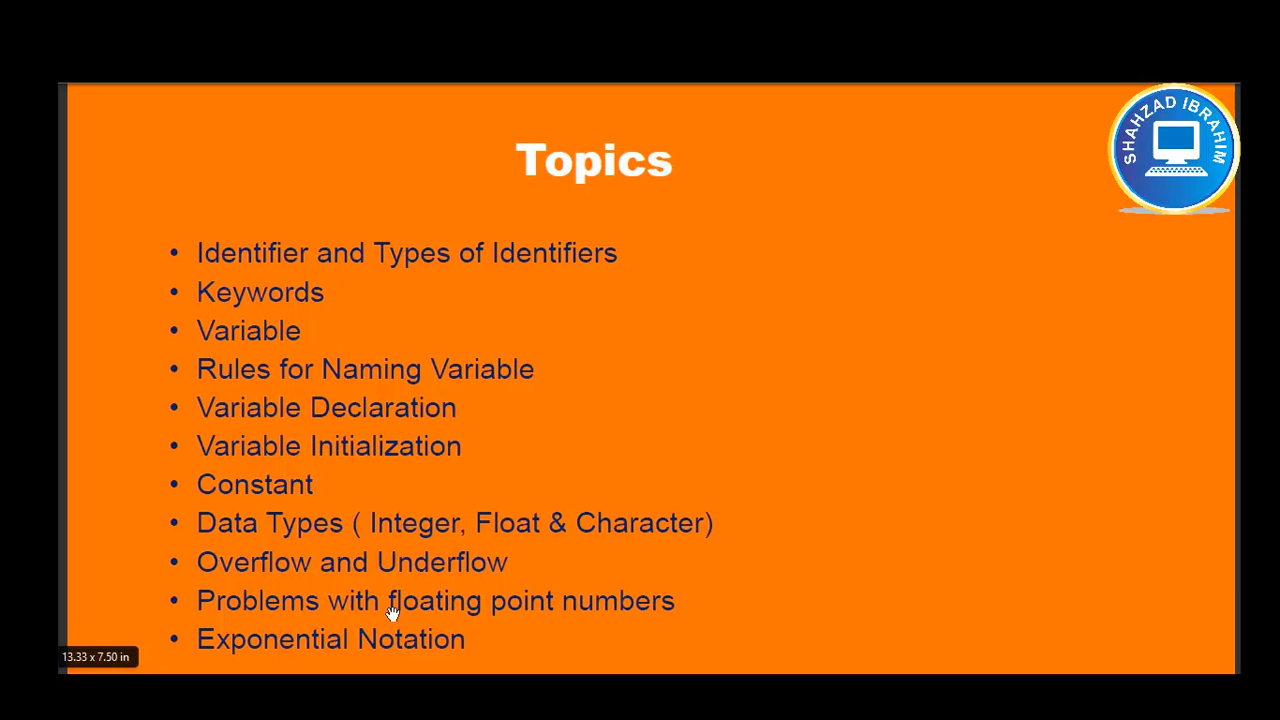 SHAHZAD IBRAHIM
Topics
• Identifier and Types of Identifiers
• Keywords
• Variable
• Rules for Naming Variable
• Variable Declaration
• Variable Initialization
• Constant
• Data Types ( Integer, Float & Character)
• Overflow and Underflow
• Problems with floating point numbers
• Exponential Notation
13.33 x 7.50 in